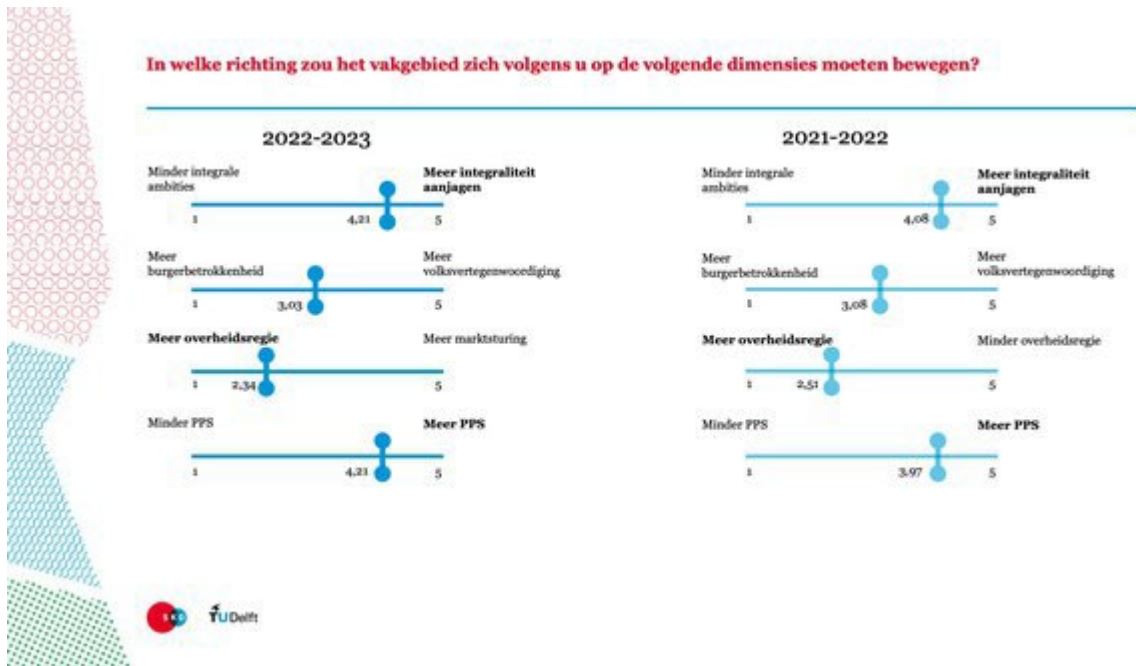 In welke richting zou het vakgebied zich volgens u op de volgende dimensies moeten bewegen?
2022-2023
Minder integrale
ambities
Meer integraliteit
aanjagen
1
4,21
5
Meer
burgerbetrokkenheid
Meer
volksvertegenwoordiging
1
3,03
5
Meer overheidsregie
Meer marktsturing
1
2,34
5
Minder PPS
Meer PPS
1
4,21
5
2021-2022
Minder integrale
ambities
Meer integraliteit
aanjagen
1
4,08
5
Meer
burgerbetrokkenheid
Meer
volksvertegenwoordiging
1
3,08
5
Meer overheidsregie
Minder overheidsregie
1
2,51
5
Minder PPS
Meer PPS
1
3,97
5
SKG
TU Delft